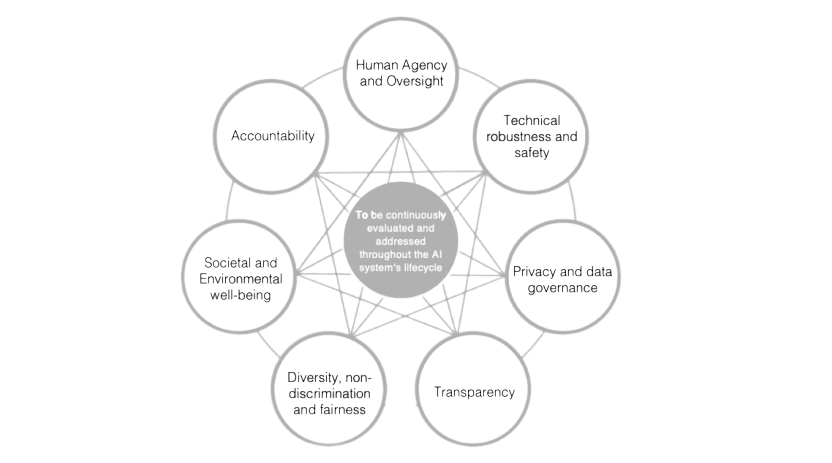 Human Agency
and Oversight
Technical
robustness and
safety
Privacy and data
governance
Transparency
Diversity, non-
discrimination
and fairness
Societal and
Environmental
well-being
Accountability
To be continuously
evaluated and
addressed
throughout the AI
system's lifecycle